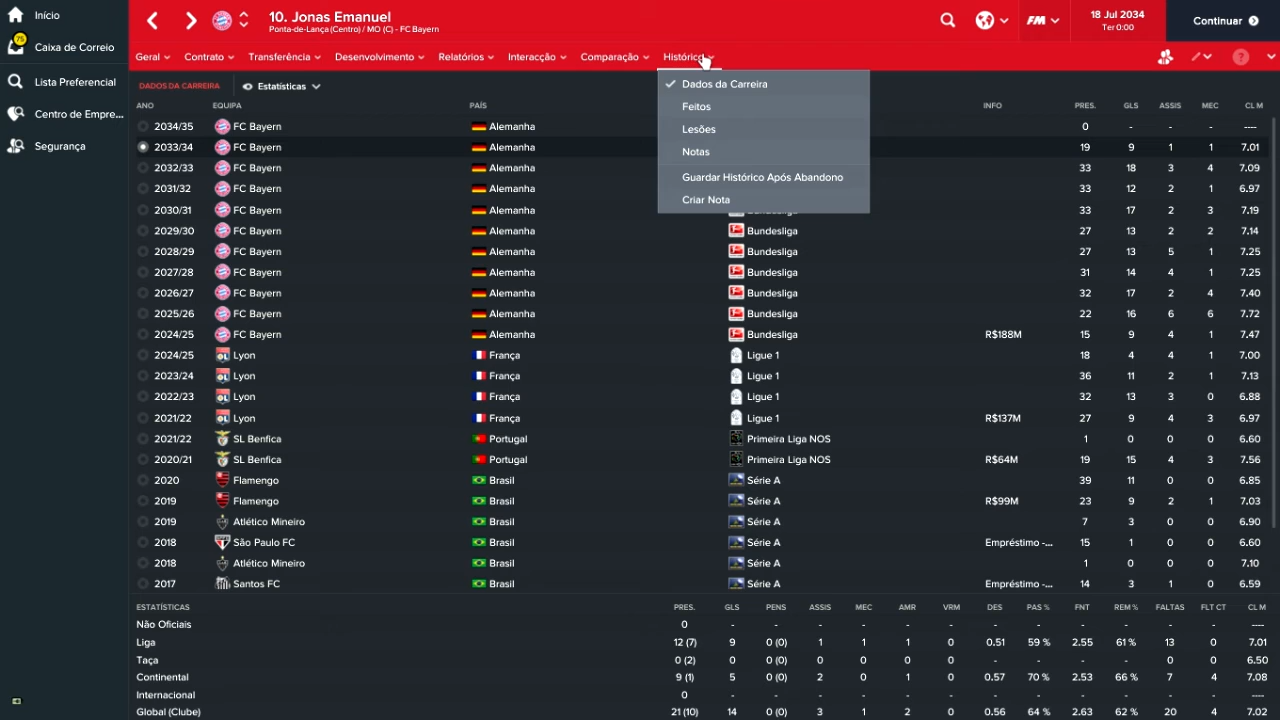 10. Jonas Emanuel
Ponta-de-Lança (Centro) / MO (C) - FC Bayern
18 Jul 2034
Ter 0:00
Continuar
FM
Início
75
Caixa de Correio
Lista Preferencial
Centro de Empre...
Segurança
Geral Contrato Transferência Desenvolvimento Relatórios Interacção Comparação Histórico
Dados da Carreira
Feitos
Lesões
Notas
Guardar Histórico Após Abandono
Criar Nota
DADOS DA CARREIRA Estatísticas
ANO EQUIPA PAÍS INFO PRES. GLS ASSIS MEC CL M
2034/35 FC Bayern Alemanha 0 - - - ----
2033/34 FC Bayern Alemanha 19 9 1 1 7.01
2032/33 FC Bayern Alemanha 33 18 3 4 7.09
2031/32 FC Bayern Alemanha 33 12 2 1 6.97
2030/31 FC Bayern Alemanha 33 17 2 3 7.19
2029/30 FC Bayern Alemanha Bundesliga 27 13 2 2 7.14
2028/29 FC Bayern Alemanha Bundesliga 27 13 5 1 7.25
2027/28 FC Bayern Alemanha Bundesliga 31 14 4 1 7.25
2026/27 FC Bayern Alemanha Bundesliga 32 17 2 4 7.40
2025/26 FC Bayern Alemanha Bundesliga 22 16 6 6 7.72
2024/25 FC Bayern Alemanha Bundesliga R$188M 15 9 4 1 7.47
2024/25 Lyon França Ligue 1 18 4 4 1 7.00
2023/24 Lyon França Ligue 1 36 11 2 1 7.13
2022/23 Lyon França Ligue 1 32 13 3 0 6.88
2021/22 Lyon França Ligue 1 R$137M 27 9 4 3 6.97
2021/22 SL Benfica Portugal Primeira Liga NOS 1 0 0 0 6.60
2020/21 SL Benfica Portugal Primeira Liga NOS R$64M 19 15 4 3 7.56
2020 Flamengo Brasil Série A 39 11 0 0 6.85
2019 Flamengo Brasil Série A R$99M 23 9 2 1 7.03
2019 Atlético Mineiro Brasil Série A 7 3 0 0 6.90
2018 São Paulo FC Brasil Série A Empréstimo -... 15 1 0 0 6.60
2018 Atlético Mineiro Brasil Série A 1 0 0 0 7.10
2017 Santos FC Brasil Série A Empréstimo -... 14 3 1 0 6.59
ESTATÍSTICAS PRES. GLS PENS ASSIS MEC AMR VRM DES PAS % FNT REM % FALTAS FLT CT CL M
Não Oficiais 0 - - - - - - - - - - - - ----
Liga 12 (7) 9 0 (0) 1 1 1 0 0.51 59 % 2.55 61 % 13 0 7.01
Taça 0 (2) 0 0 (0) 0 0 0 0 - - - - 0 0 6.50
Continental 9 (1) 5 0 (0) 2 0 1 0 0.57 70 % 2.53 66 % 7 4 7.08
Internacional 0 - - - - - - - - - - - - ----
Global (Clube) 21 (10) 14 0 (0) 3 1 2 0 0.56 64 % 2.63 62 % 20 4 7.02